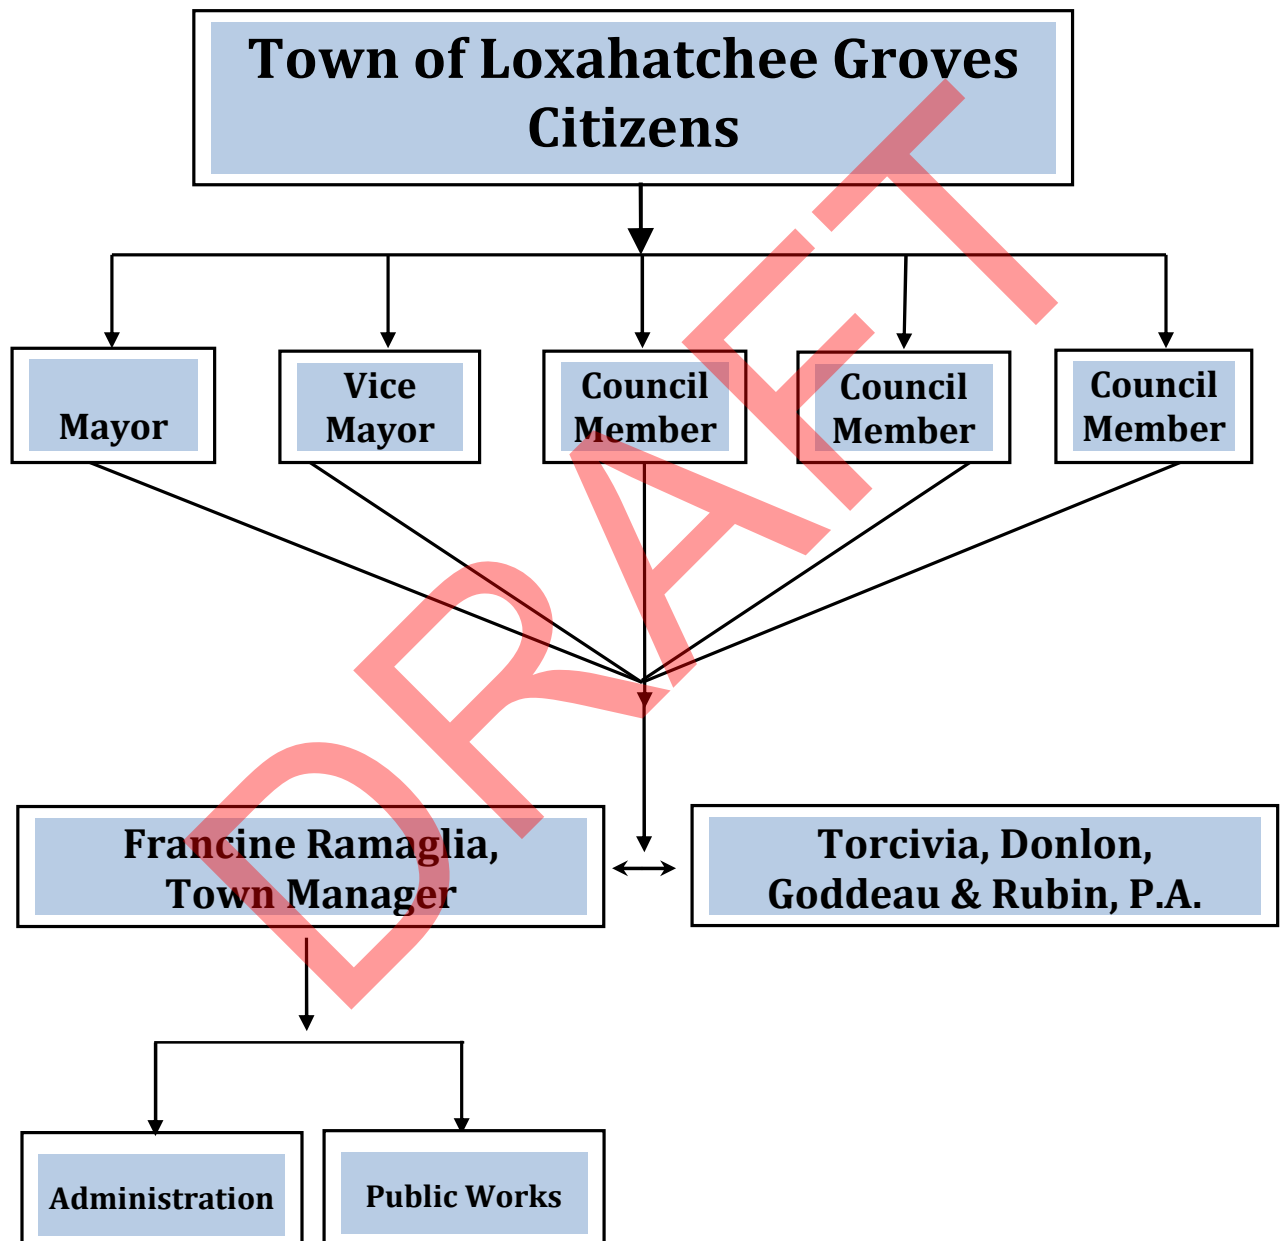 Town of Loxahatchee Groves
Citizens
Mayor
Vice
Mayor
Council
Member
Council
Member
Council
Member
Francine Ramaglia,
Town Manager
Torcivia, Donlon,
Goddeau & Rubin, P.A.
Administration
Public Works
DRAFT